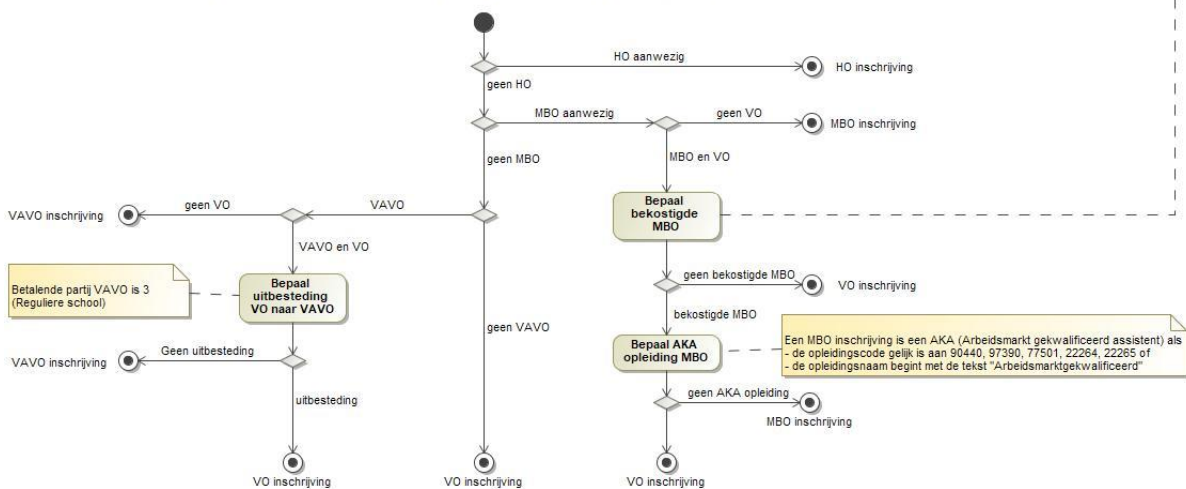 HO aanwezig
HO inschrijving
geen HO
MBO aanwezig
geen VO
MBO inschrijving
geen MBO
MBO en VO
VAVO inschrijving
geen VO
VAVO
Bepaal
bekostigde
MBO
VAVO en VO
Betalende partij VAVO is 3
(Reguliere school)
Bepaal
uitbesteding
VO naar VAVO
geen bekostigde MBO
VO inschrijving
bekostigde MBO
geen VAVO
Bepaal AKA
opleiding MBO
Een MBO inschrijving is een AKA (Arbeidsmarkt gekwalificeerd assistent) als
- de opleidingscode gelijk is aan 90440, 97390, 77501, 22264, 22265 of
- de opleidingsnaam begint met de tekst "Arbeidsmarktgekwalificeerd"
VAVO inschrijving
Geen uitbesteding
uitbesteding
geen AKA opleiding
MBO inschrijving
VO inschrijving
VO inschrijving
VO inschrijving